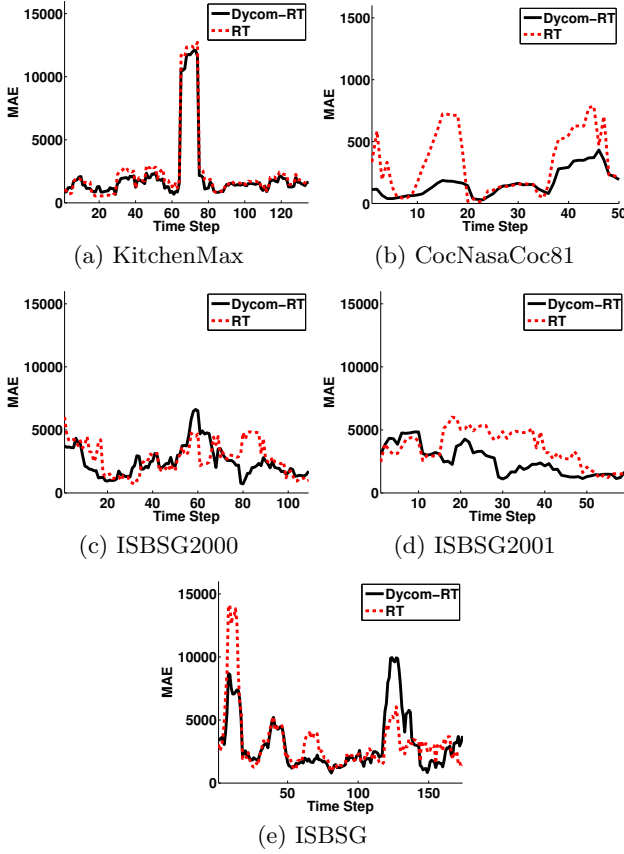 Dycom-RT
RT
15000
10000
5000
0
MAE
20 40 60 80 100 120
Time Step
(a) KitchenMax
Dycom-RT
RT
1500
1000
500
0
MAE
10 20 30 40 50
Time Step
(b) CocNasaCoc81
Dycom-RT
RT
15000
10000
5000
0
MAE
20 40 60 80 100
Time Step
(c) ISBSG2000
Dycom-RT
RT
15000
10000
5000
0
MAE
10 20 30 40 50
Time Step
(d) ISBSG2001
Dycom-RT
RT
15000
10000
5000
0
MAE
50 100 150
Time Step
(e) ISBSG